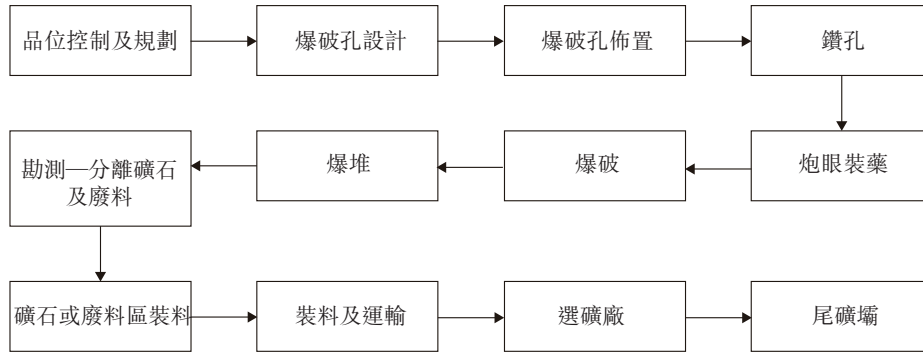 品位控制及規劃
爆破孔設計
爆破孔佈置
鑽孔
炮眼裝藥
爆破
爆堆
勘測—分離礦石
及廢料
礦石或廢料區裝料
裝料及運輸
選礦廠
尾礦壩